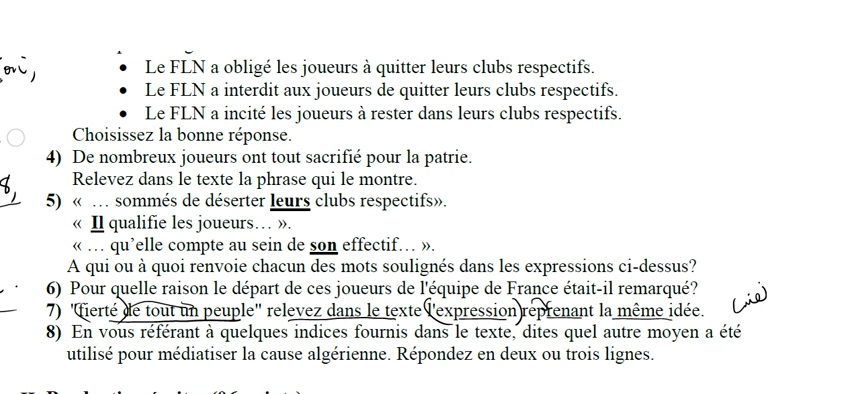 • Le FLN a obligé les joueurs à quitter leurs clubs respectifs.
• Le FLN a interdit aux joueurs de quitter leurs clubs respectifs.
• Le FLN a incité les joueurs à rester dans leurs clubs respectifs.
Choisissez la bonne réponse.
4) De nombreux joueurs ont tout sacrifié pour la patrie.
Relevez dans le texte la phrase qui le montre.
5) « … sommés de déserter leurs clubs respectifs».
« Il qualifie les joueurs… ».
« … qu’elle compte au sein de son effectif… ».
A qui ou à quoi renvoie chacun des mots soulignés dans les expressions ci-dessus?
6) Pour quelle raison le départ de ces joueurs de l'équipe de France était-il remarqué?
7) "fierté de tout un peuple" relevez dans le texte l'expression reprenant la même idée.
8) En vous référant à quelques indices fournis dans le texte, dites quel autre moyen a été
utilisé pour médiatiser la cause algérienne. Répondez en deux ou trois lignes.